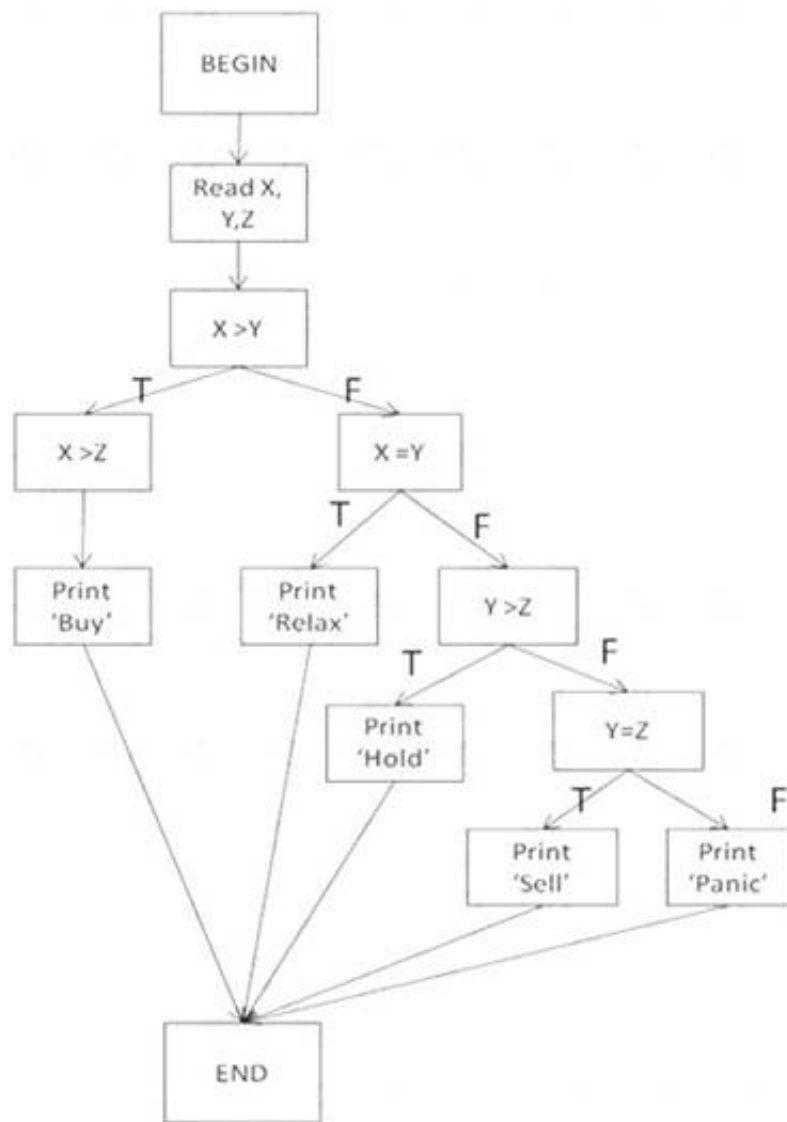 BEGIN
Read X,
Y,Z
X >Y
T
F
X >Z
X =Y
T
F
Print
‘Buy’
Print
‘Relax’
Y >Z
T
F
Print
‘Hold’
Y=Z
T
F
Print
‘Sell’
Print
‘Panic’
END